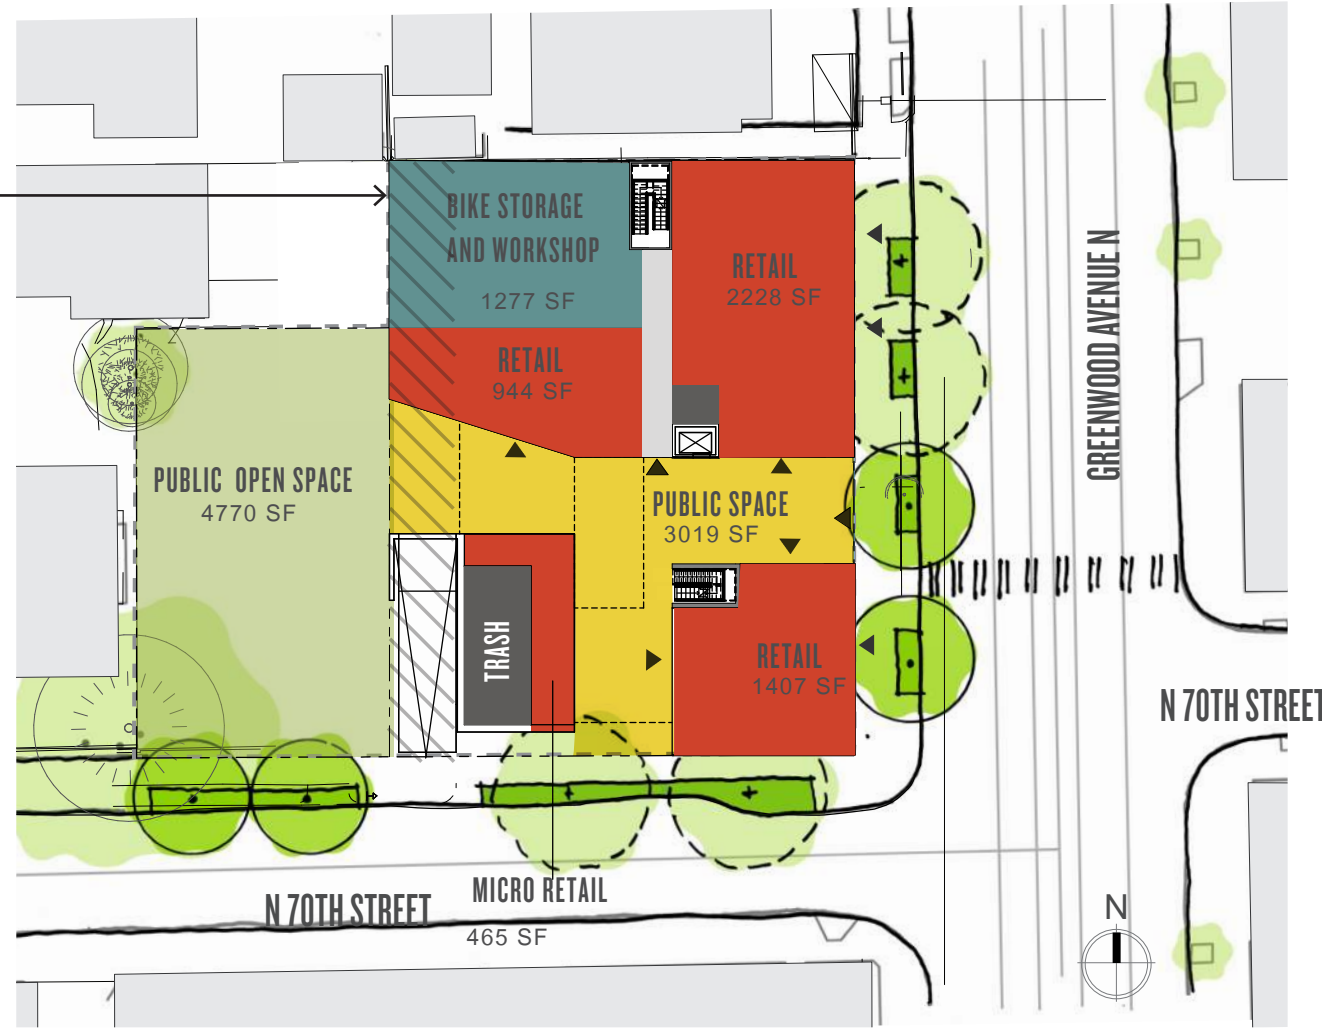 BIKE STORAGE
AND WORKSHOP
1277 SF
RETAIL
2228 SF
RETAIL
944 SF
PUBLIC OPEN SPACE
4770 SF
PUBLIC SPACE
3019 SF
TRASH
RETAIL
1407 SF
GREENWOOD AVENUE N
N 70TH STREET
N 70TH STREET
MICRO RETAIL
465 SF
N